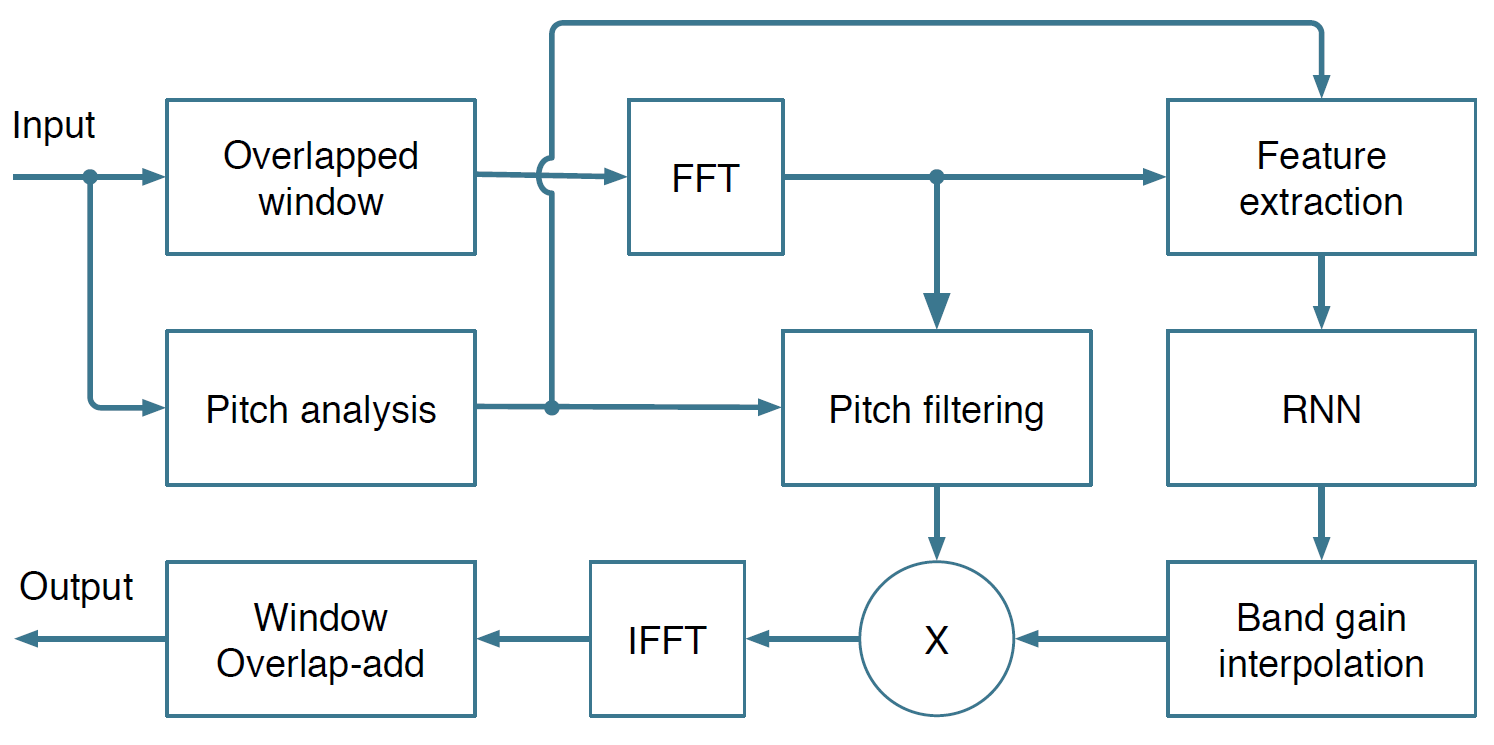 Input
Overlapped
window
FFT
Feature
extraction
Pitch analysis
Pitch filtering
RNN
Output
Window
Overlap-add
IFFT
X
Band gain
interpolation